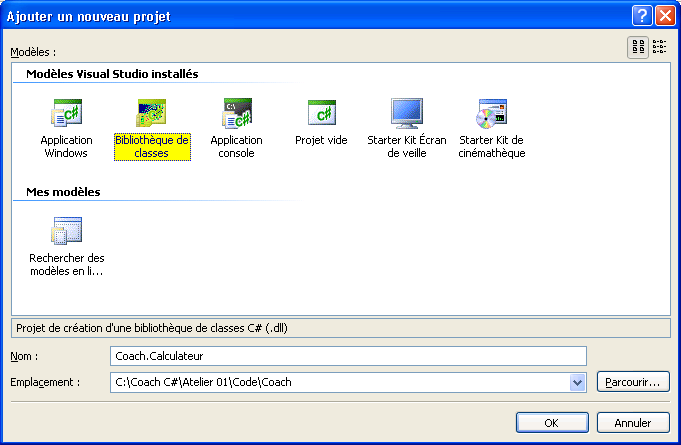 Ajouter un nouveau projet
Modèles :
Modèles Visual Studio installés
Application Windows
Bibliothèque de classes
Application console
Projet vide
Starter Kit Écran de veille
Starter Kit de cinémathèque
Mes modèles
Rechercher des modèles en li...
Projet de création d'une bibliothèque de classes C# (.dll)
Nom :
Coach.Calculateur
Emplacement :
C:\Coach C#\Atelier 01\Code\Coach
Parcourir...
OK
Annuler